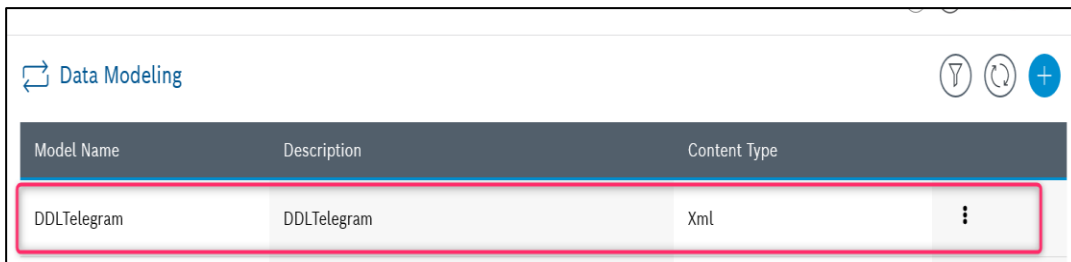 Data Modeling
Model Name Description Content Type
DDLTelegram DDLTelegram Xml